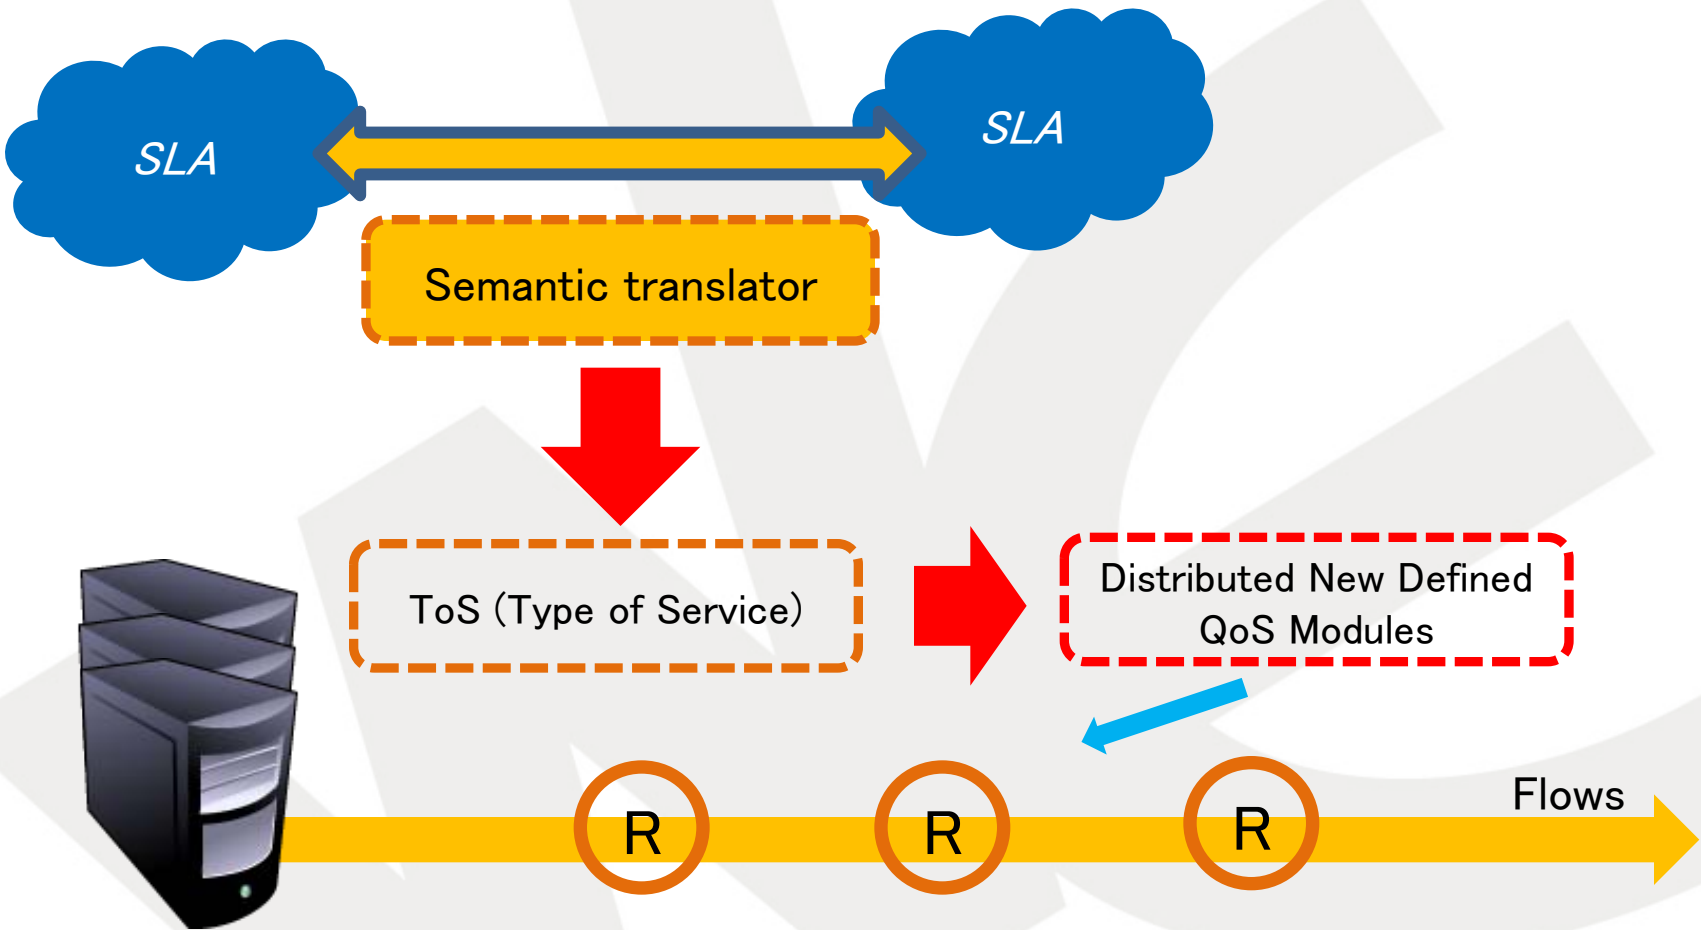 SLA
SLA
Semantic translator
ToS (Type of Service)
Distributed New Defined
QoS Modules
Flows
R
R
R